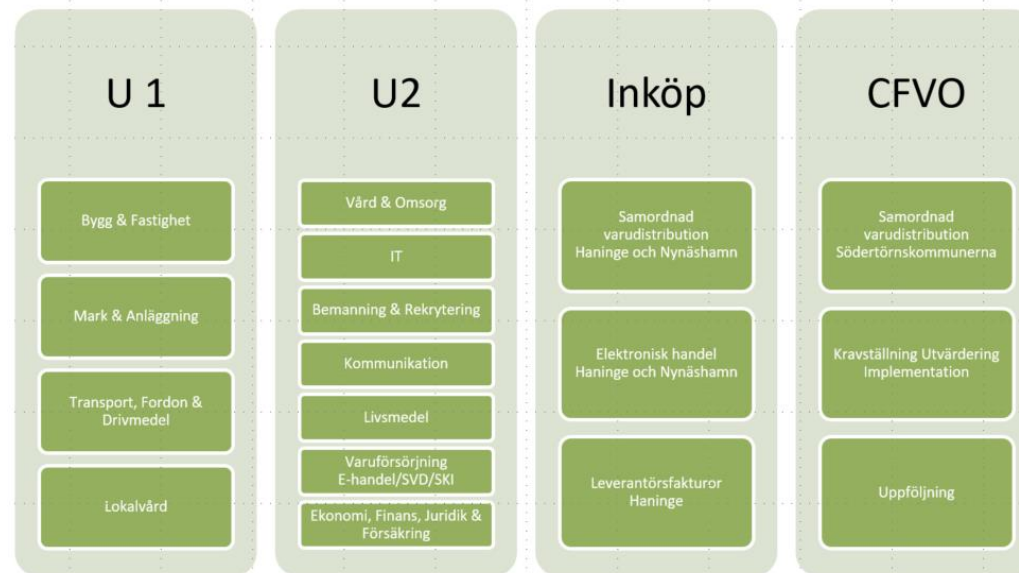 U 1
Bygg & Fastighet
Mark & Anläggning
Transport, Fordon &
Drivmedel
Lokalvård
U2
Vård & Omsorg
IT
Bemanning & Rekrytering
Kommunikation
Livsmedel
Varuförsörjning
E-handel/SVD/SKI
Ekonomi, Finans, Juridik &
Försäkring
Inköp
Samordnad
varudistribution
Haninge och Nynäshamn
Elektronisk handel
Haninge och Nynäshamn
Leverantörsfakturor
Haninge
CFVO
Samordnad
varudistribution
Södertörnskommunerna
Kravställning Utvärdering
Implementation
Uppföljning